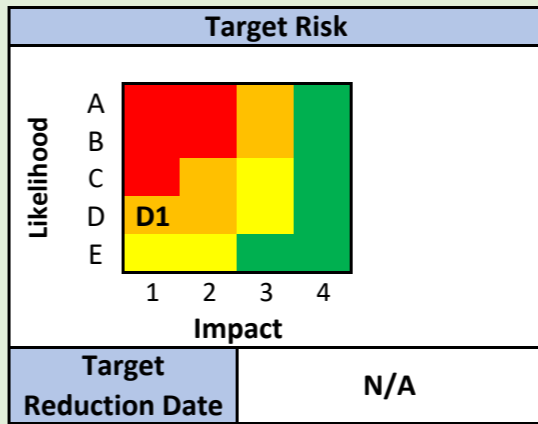 Target Risk
Likelihood
A
B
C
D
D1
E
1 2 3 4
Impact
Target
Reduction Date
N/A